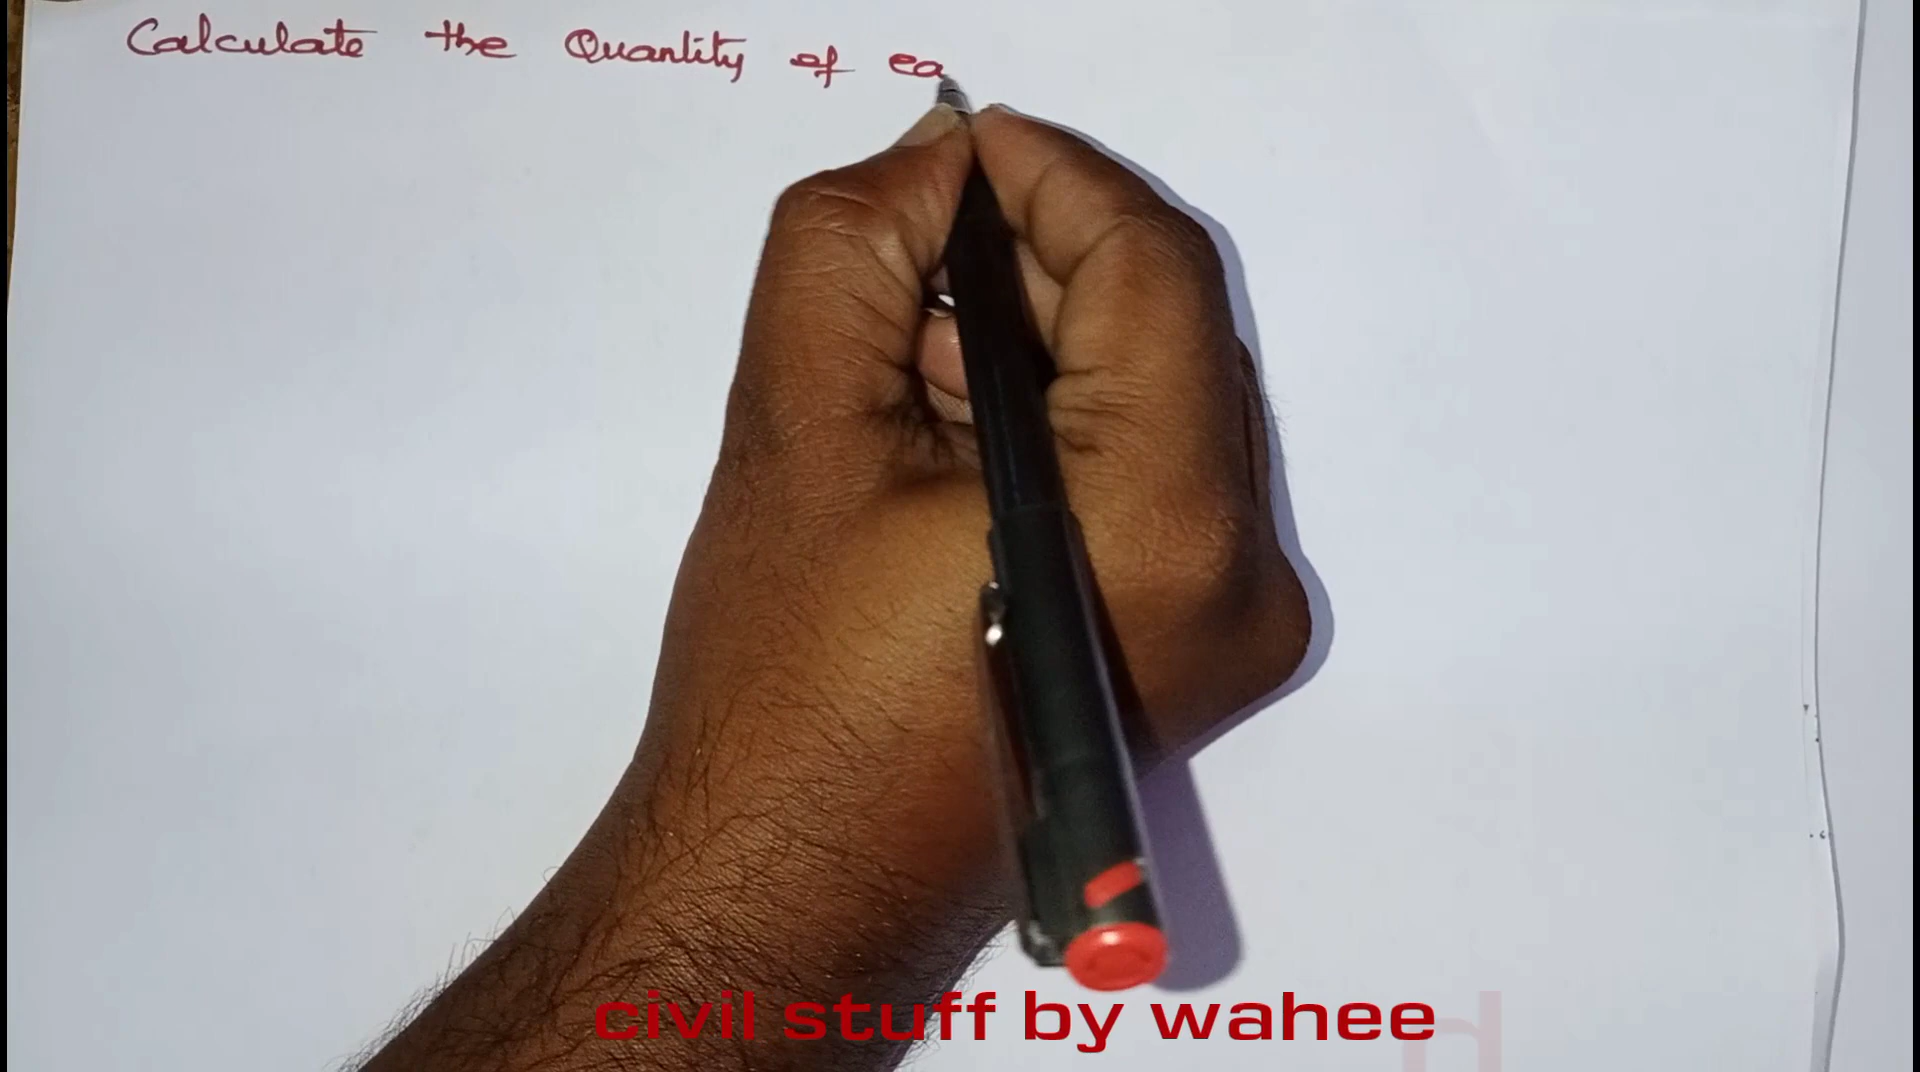 Calculate the Quantity of ea
civil stuff by wahee